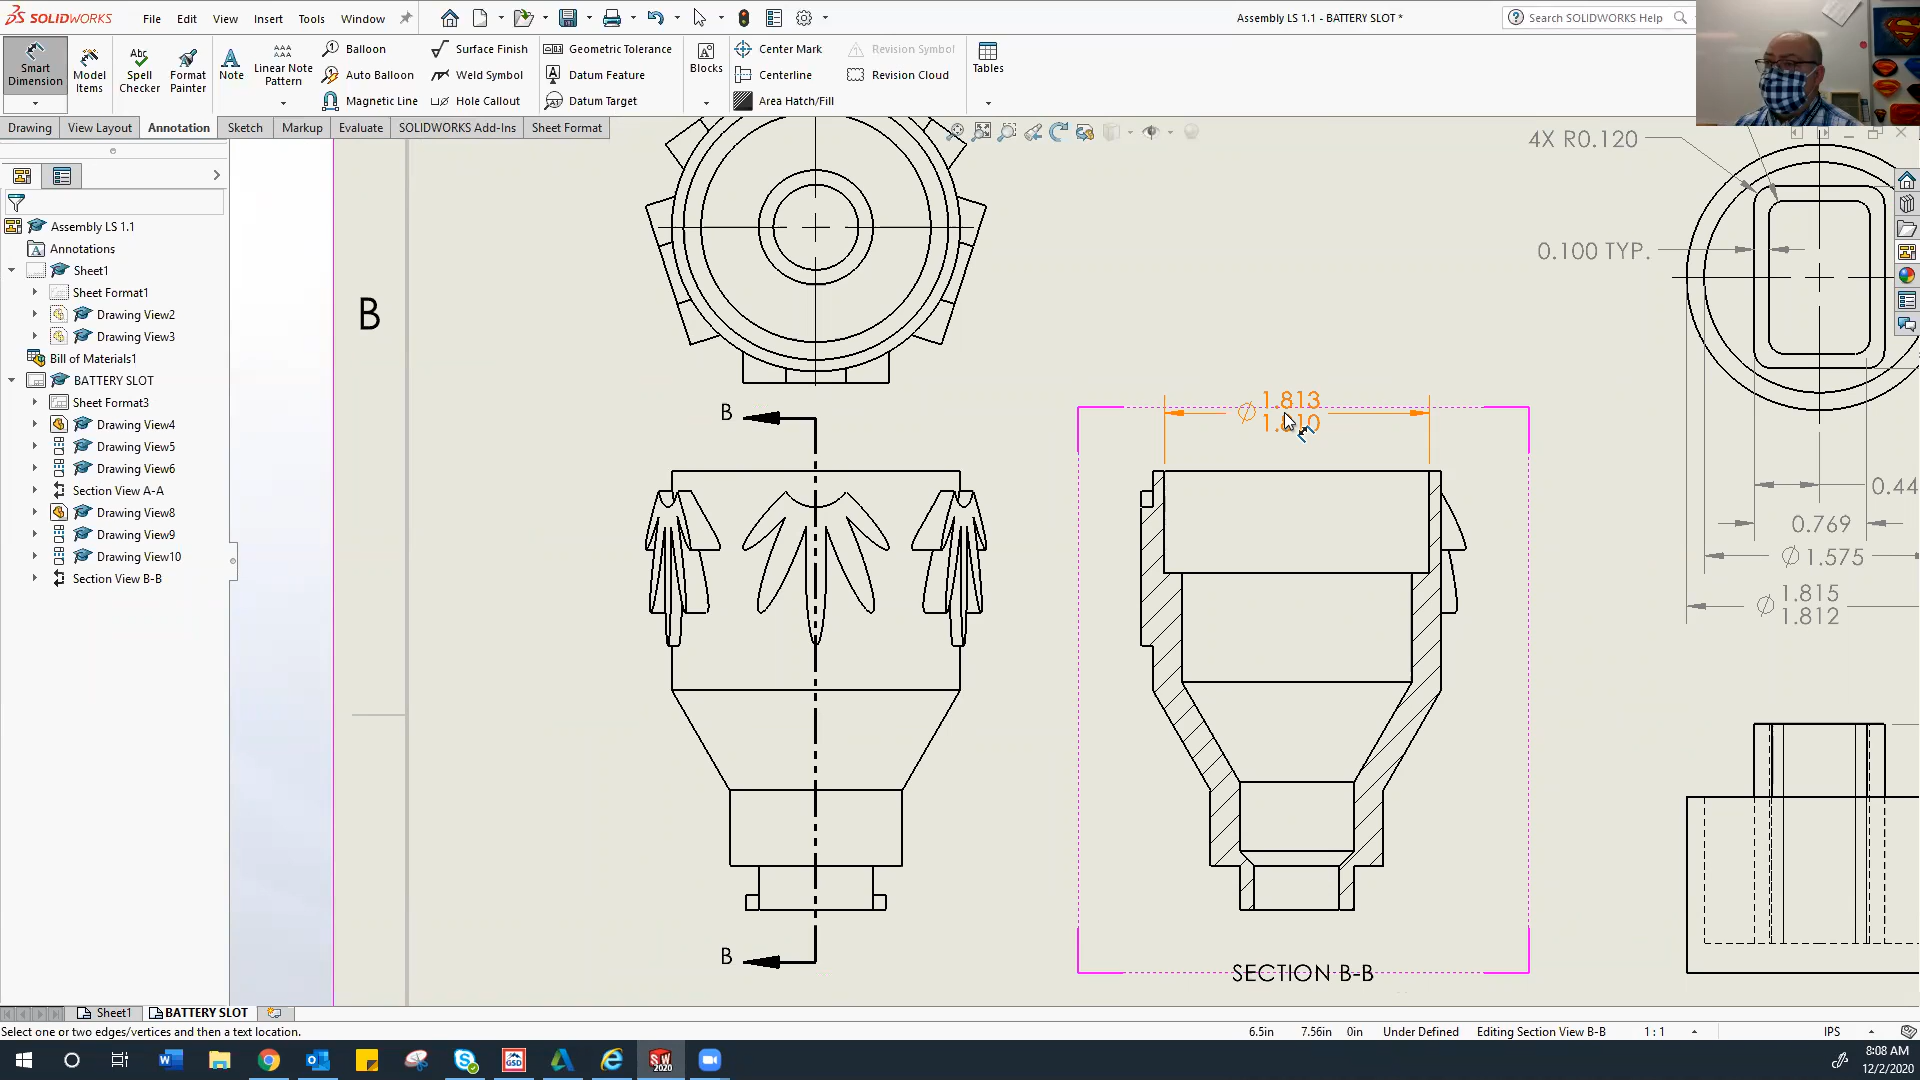 SOLIDWORKS
File Edit View Insert Tools Window
Assembly LS 1.1 - BATTERY SLOT *
Search SOLIDWORKS Help
Smart Dimension
Model Items
Abc
Spell Checker
Format Painter
Note
Linear Note Pattern
Balloon
Auto Balloon
Magnetic Line
Surface Finish
Weld Symbol
Hole Callout
Geometric Tolerance
Datum Feature
Datum Target
Blocks
Center Mark
Centerline
Area Hatch/Fill
Revision Symbol
Revision Cloud
Tables
Drawing View Layout Annotation Sketch Markup Evaluate SOLIDWORKS Add-Ins Sheet Format
Assembly LS 1.1
Annotations
Sheet1
Sheet Format1
Drawing View2
Drawing View3
Bill of Materials1
BATTERY SLOT
Sheet Format3
Drawing View4
Drawing View5
Drawing View6
Section View A-A
Drawing View8
Drawing View9
Drawing View10
Section View B-B
B
B
B
1.813
SECTION B-B
4X R0.120
0.100 TYP.
0.44
0.769
∅ 1.575
∅ 1.815
1.812
Sheet1 BATTERY SLOT
Select one or two edges/vertices and then a text location.
6.5in 7.56in 0in Under Defined Editing Section View B-B 1 : 1 IPS
8:08 AM
12/2/2020